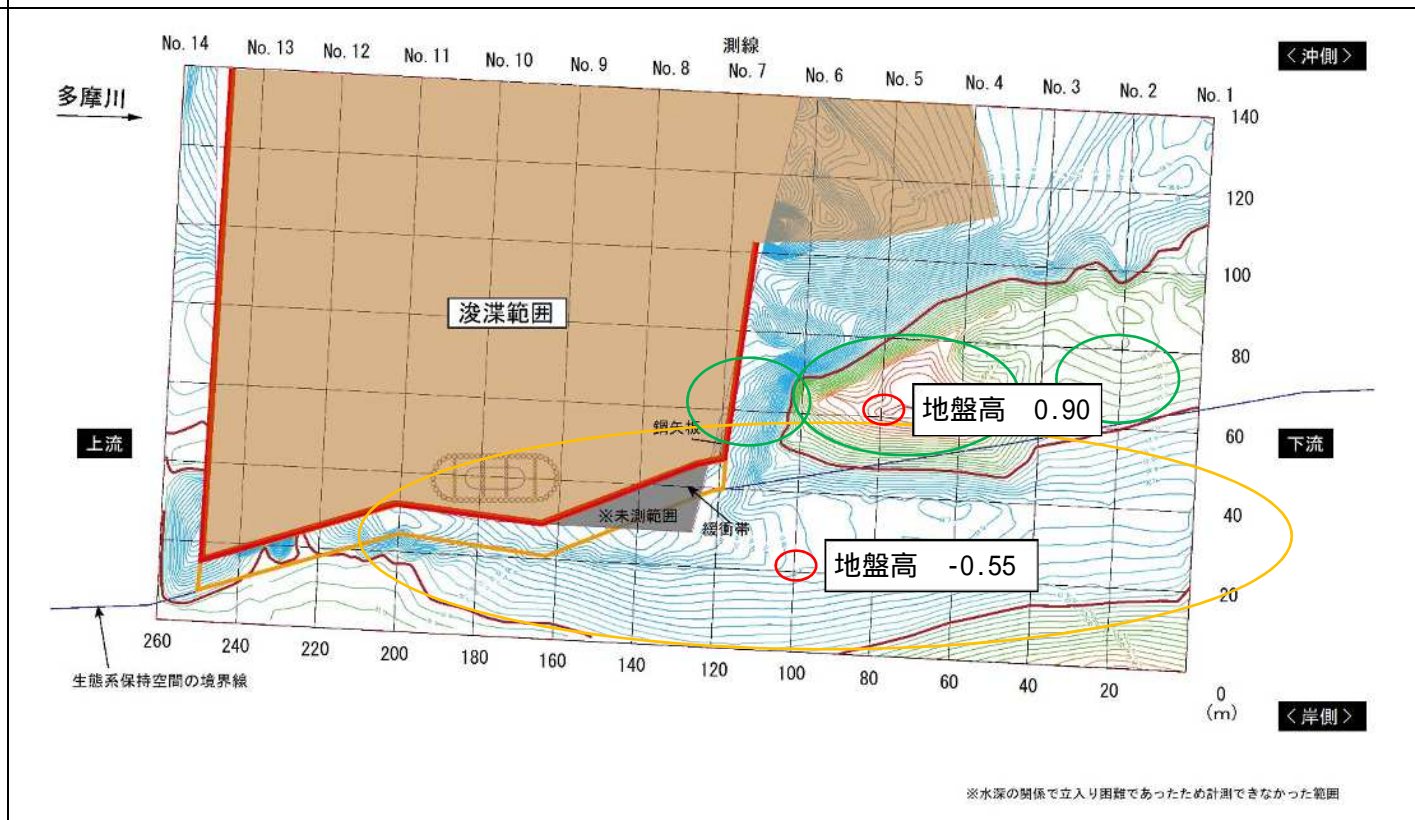 測線
No. 14 No. 13 No. 12 No. 11 No. 10 No. 9 No. 8 No. 7 No. 6 No. 5 No. 4 No. 3 No. 2 No. 1
<沖側>
多摩川
140
120
100
浚渫範囲
80
地盤高 0.90
鋼矢板
上流
60
下流
※未測範囲
緩衝帯
40
地盤高 -0.55
20
260 240 220 200 180 160 140 120 100 80 60 40 20 0
(m)
生態系保持空間の境界線
<岸側>
※水深の関係で立入り困難であったため計測できなかった範囲